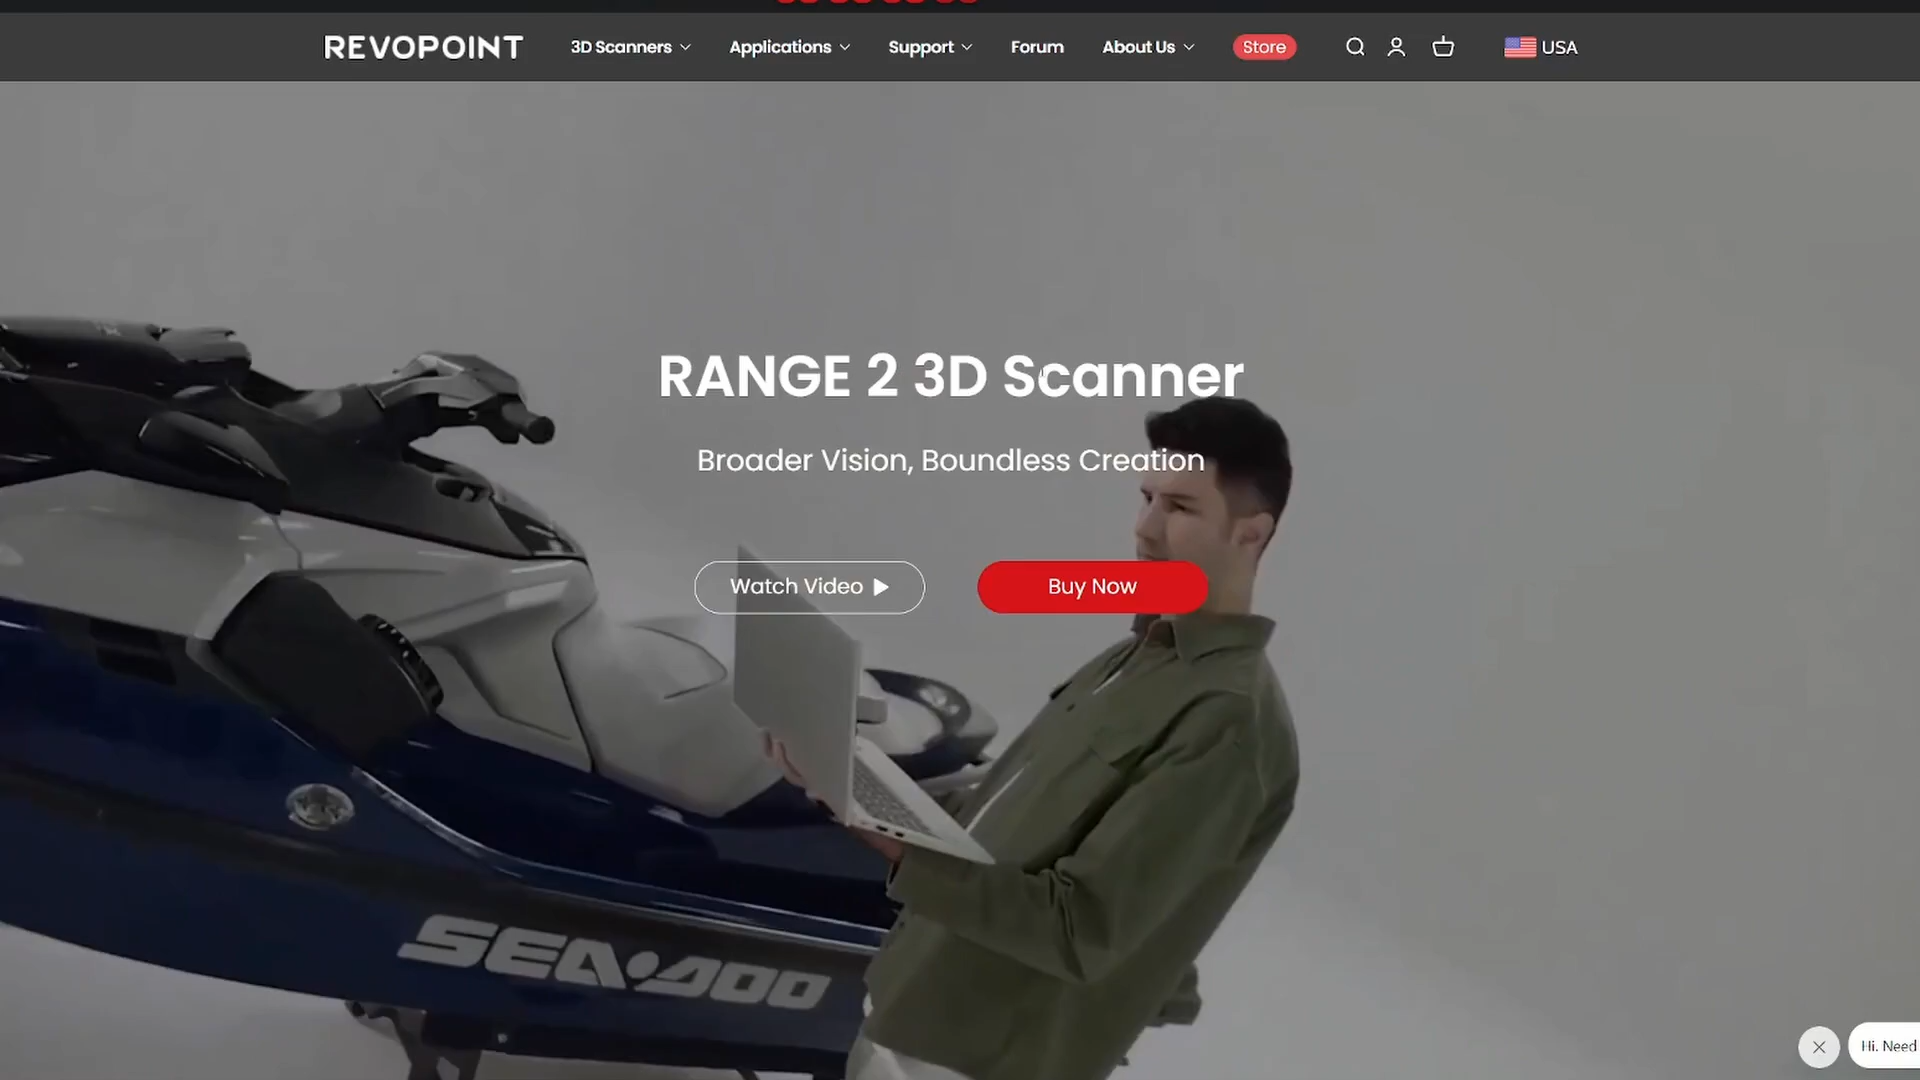 REVOPOINT 3D Scanners Applications Support Forum About Us Store USA
RANGE 2 3D Scanner
Broader Vision, Boundless Creation
Watch Video Buy Now
SEA-DOO
Hi. Need